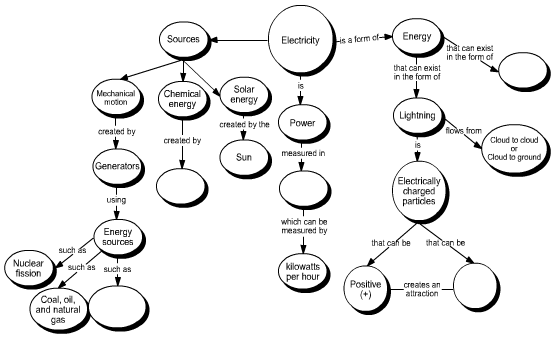 Sources
Electricity
is a form of
Energy
that can exist
in the form of
that can exist
in the form of
Mechanical
motion
Chemical
energy
Solar
energy
is
Power
Lightning
flows from
Cloud to cloud
or
Cloud to ground
created by
created by
created by the
Sun
measured in
is
Generators
Electrically
charged
particles
using
which can be
measured by
Energy
sources
such as
such as
such as
that can be
that can be
Nuclear
fission
kilowatts
per hour
Positive
(+)
creates an
attraction
Coal, oil,
and natural
gas